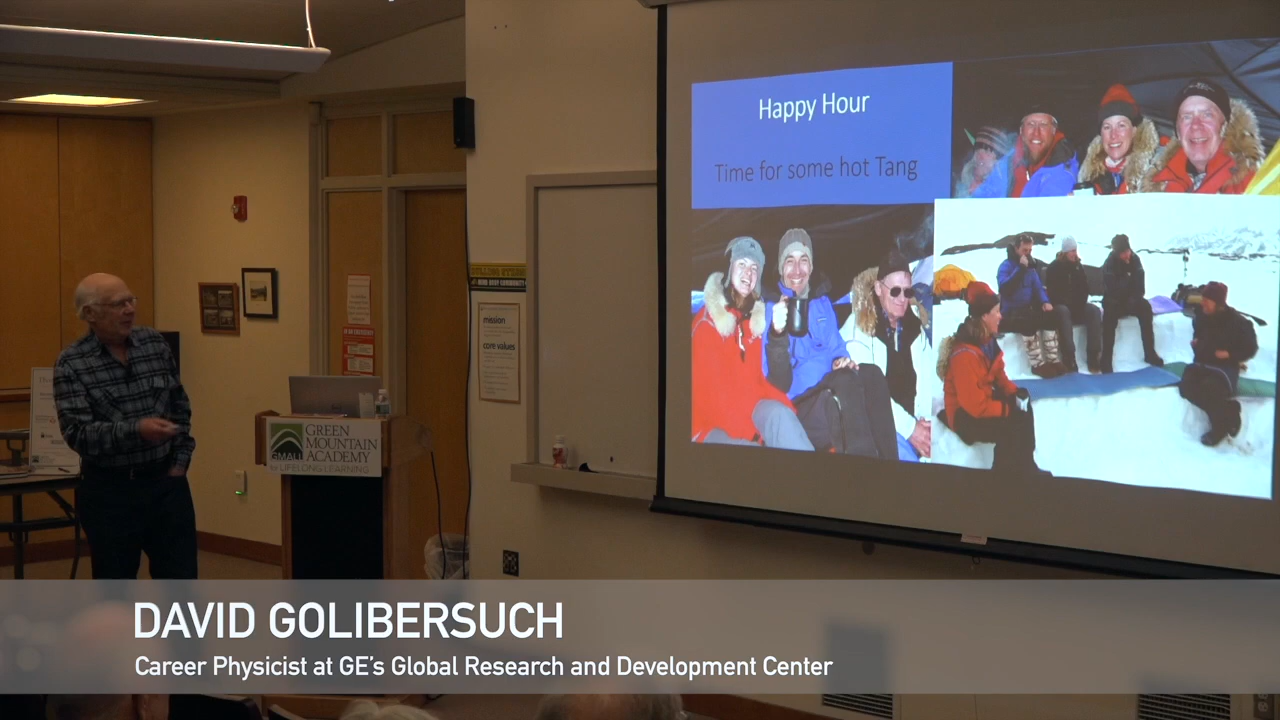 Happy Hour
Time for some hot Tang
mission
core values
GREEN
MOUNTAIN
ACADEMY
for LIFELONG LEARNING
DAVID GOLIBERSUCH
Career Physicist at GE's Global Research and Development Center